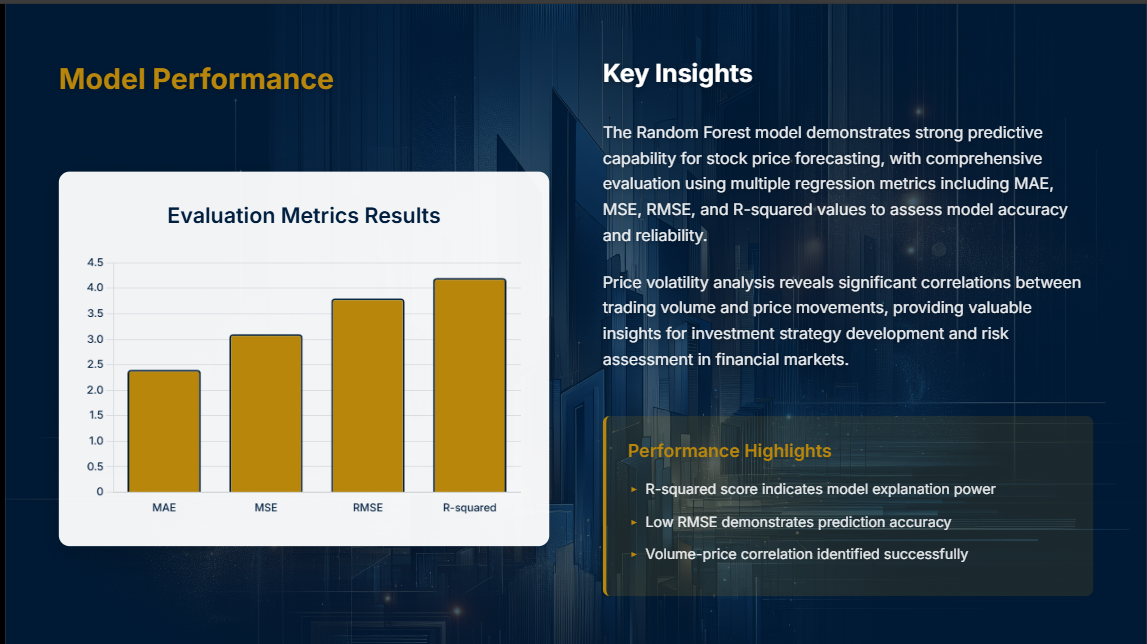 Model Performance
Evaluation Metrics Results
4.5
4.0
3.5
3.0
2.5
2.0
1.5
1.0
0.5
0
MAE
MSE
RMSE
R-squared
Key Insights
The Random Forest model demonstrates strong predictive
capability for stock price forecasting, with comprehensive
evaluation using multiple regression metrics including MAE,
MSE, RMSE, and R-squared values to assess model accuracy
and reliability.
Price volatility analysis reveals significant correlations between
trading volume and price movements, providing valuable
insights for investment strategy development and risk
assessment in financial markets.
Performance Highlights
▸ R-squared score indicates model explanation power
▸ Low RMSE demonstrates prediction accuracy
▸ Volume-price correlation identified successfully